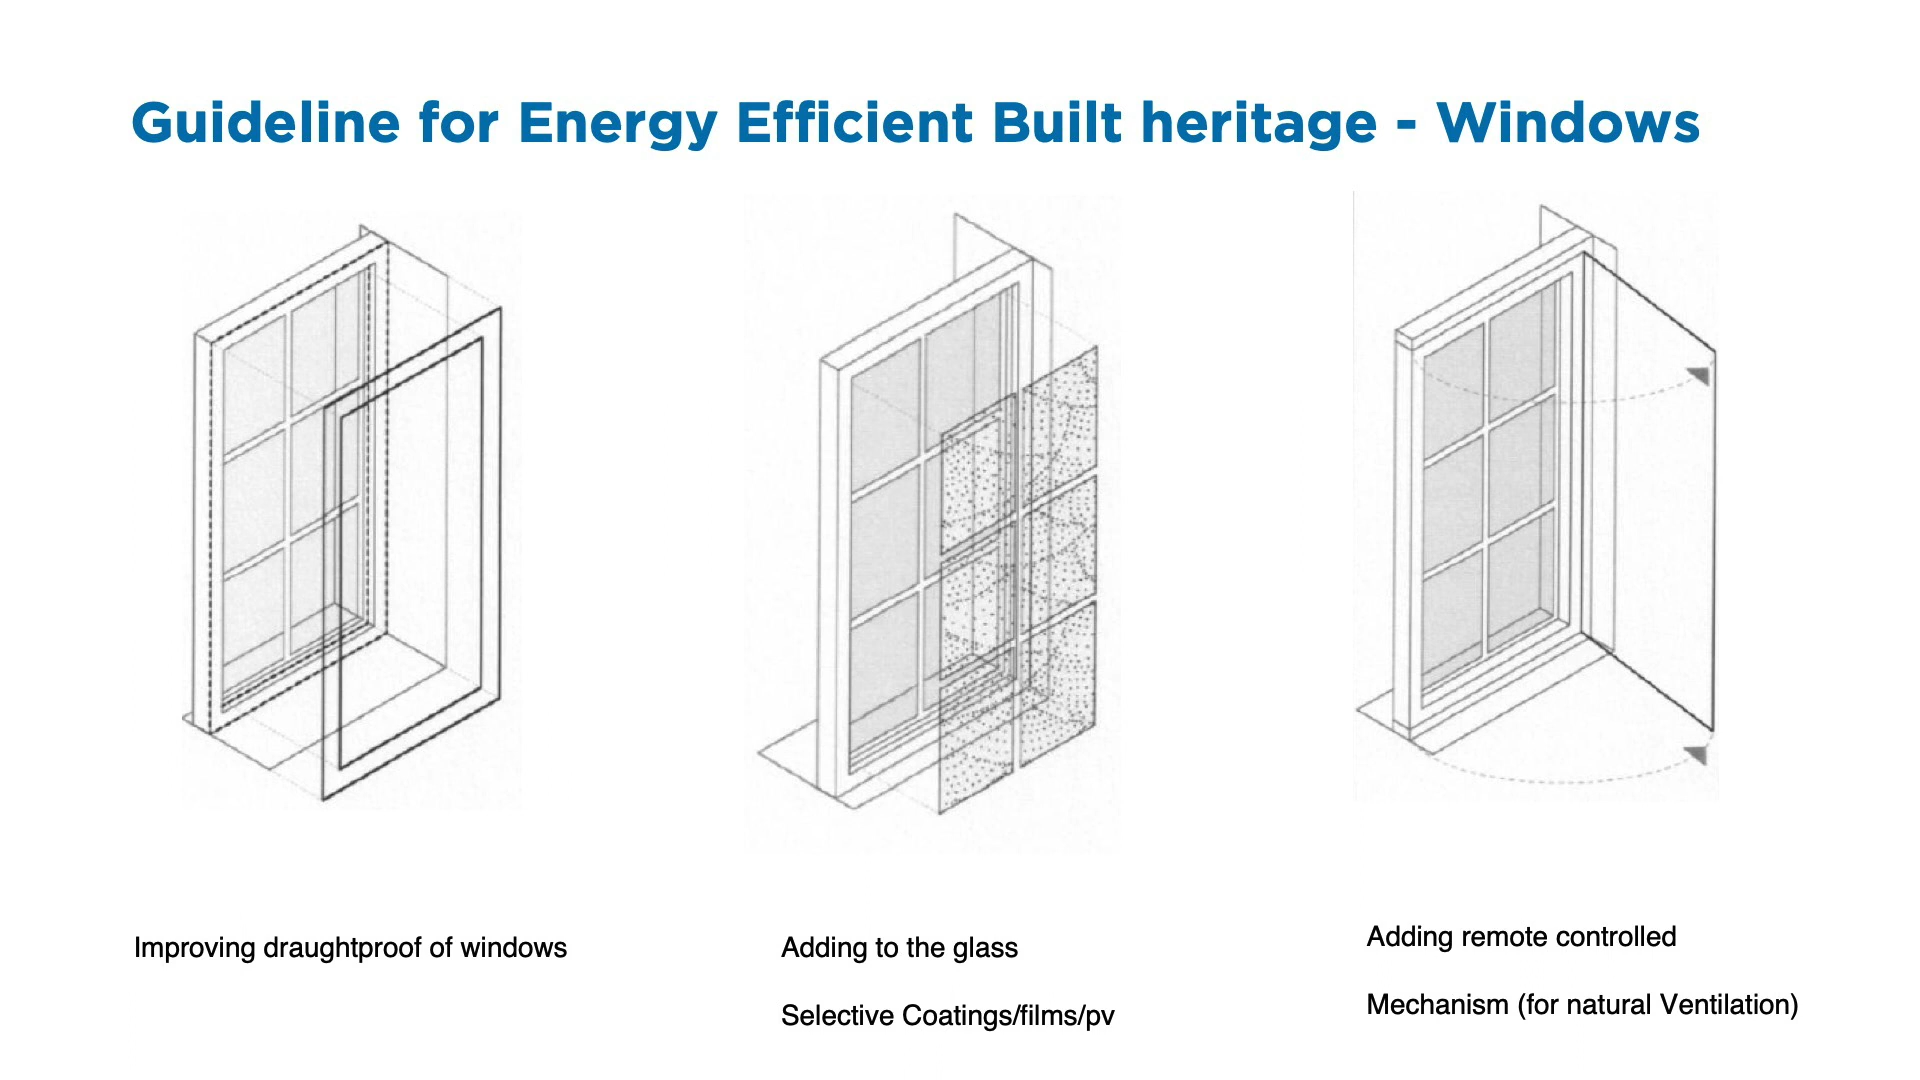 Guideline for Energy Efficient Built heritage - Windows
Improving draughtproof of windows
Adding to the glass
Selective Coatings/films/pv
Adding remote controlled
Mechanism (for natural Ventilation)